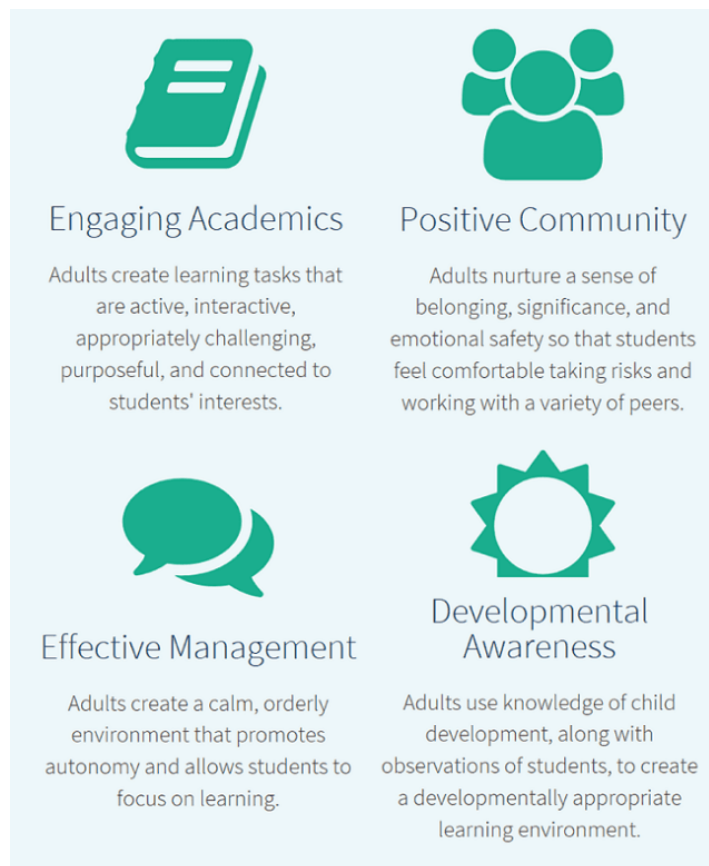 Engaging Academics
Adults create learning tasks that
are active, interactive,
appropriately challenging,
purposeful, and connected to
students' interests.
Positive Community
Adults nurture a sense of
belonging, significance, and
emotional safety so that students
feel comfortable taking risks and
working with a variety of peers.
Effective Management
Adults create a calm, orderly
environment that promotes
autonomy and allows students to
focus on learning.
Developmental
Awareness
Adults use knowledge of child
development, along with
observations of students, to create
a developmentally appropriate
learning environment.